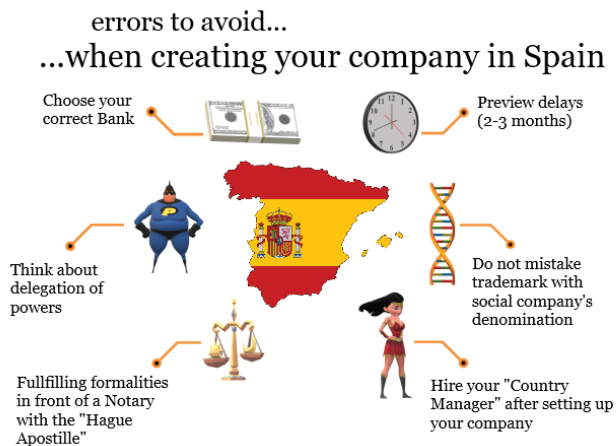 errors to avoid...
...when creating your company in Spain
Choose your
correct Bank
Preview delays
(2-3 months)
Think about
delegation of
powers
Do not mistake
trademark with
social company's
denomination
Fullfilling formalities
in front of a Notary
with the "Hague
Apostille"
Hire your "Country
Manager" after setting up
your company